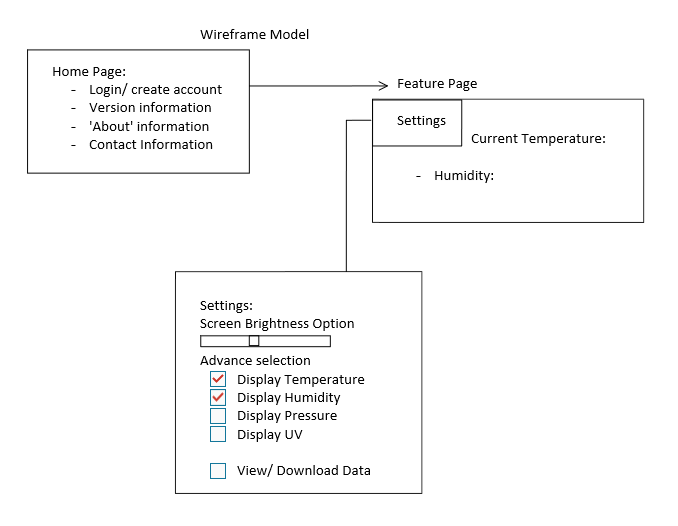 Wireframe Model
Home Page:
- Login/ create account
- Version information
- 'About' information
- Contact Information
Feature Page
Settings
Current Temperature:
- Humidity:
Settings:
Screen Brightness Option
Advance selection
Display Temperature
Display Humidity
Display Pressure
Display UV
View/ Download Data